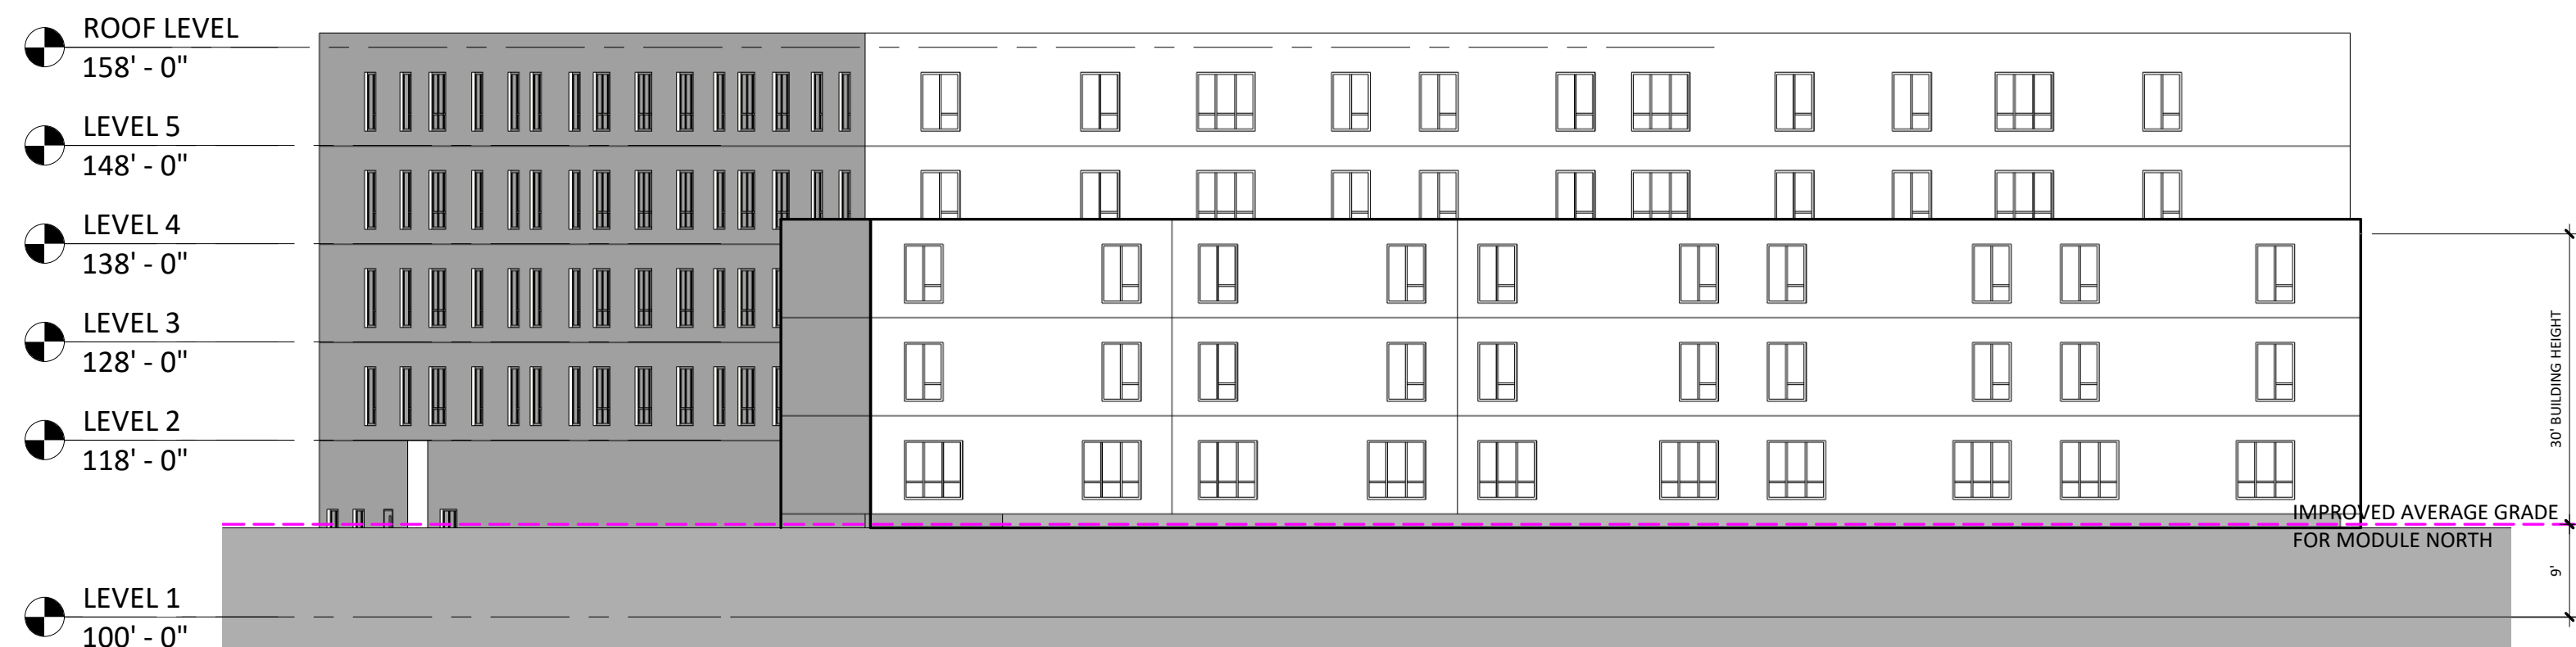 ROOF LEVEL
158' - 0"
LEVEL 5
148' - 0"
LEVEL 4
138' - 0"
LEVEL 3
128' - 0"
LEVEL 2
118' - 0"
LEVEL 1
100' - 0"
30' BUILDING HEIGHT
IMPROVED AVERAGE GRADE
FOR MODULE NORTH
9'